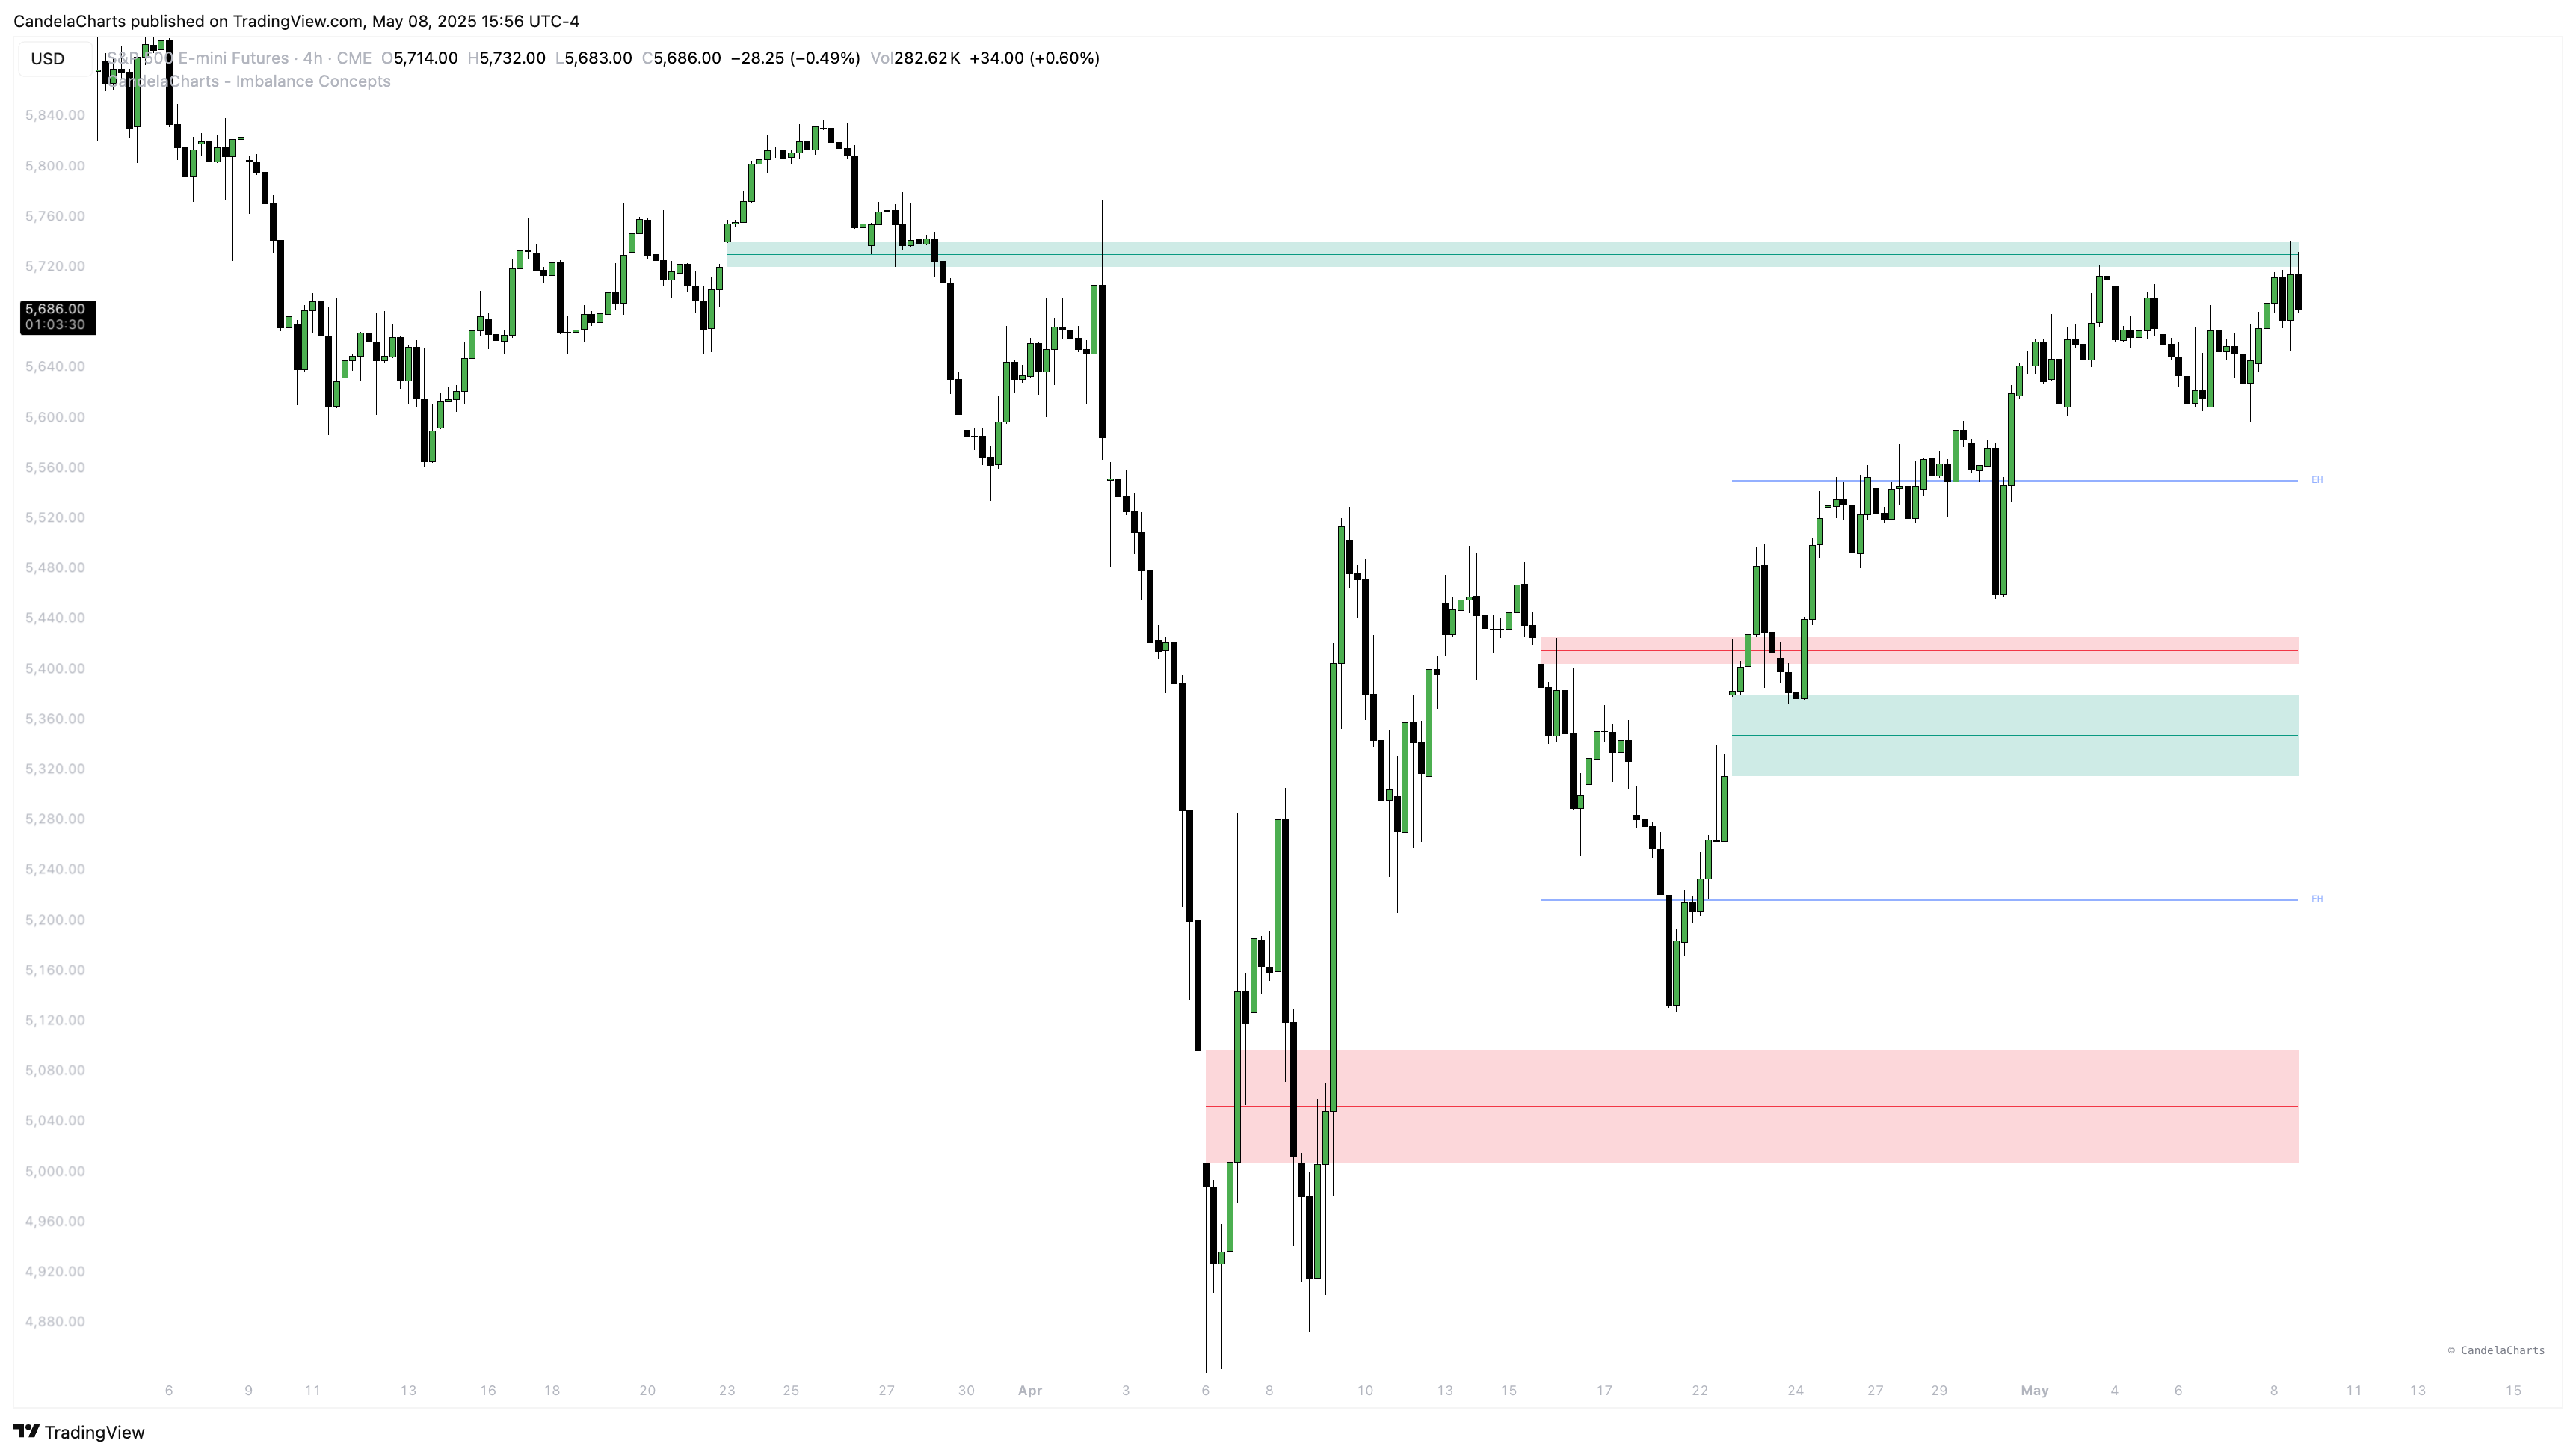 CandelaCharts published on TradingView.com, May 08, 2025 15:56 UTC-4
USD
S&P 500 E-mini Futures · 4h · CME O5,714.00 H5,732.00 L5,683.00 C5,686.00 −28.25 (−0.49%) Vol282.62K +34.00 (+0.60%)
CandelaCharts - Imbalance Concepts
5,840.00
5,800.00
5,760.00
5,720.00
5,686.00
01:03:30
5,640.00
5,600.00
5,560.00
EH
5,520.00
5,480.00
5,440.00
5,400.00
5,360.00
5,320.00
5,280.00
5,240.00
EH
5,200.00
5,160.00
5,120.00
5,080.00
5,040.00
5,000.00
4,960.00
4,920.00
4,880.00
© CandelaCharts
6 9 11 13 16 18 20 23 25 27 30 Apr 3 6 8 10 13 15 17 22 24 27 29 May 4 6 8 11 13 15
TradingView